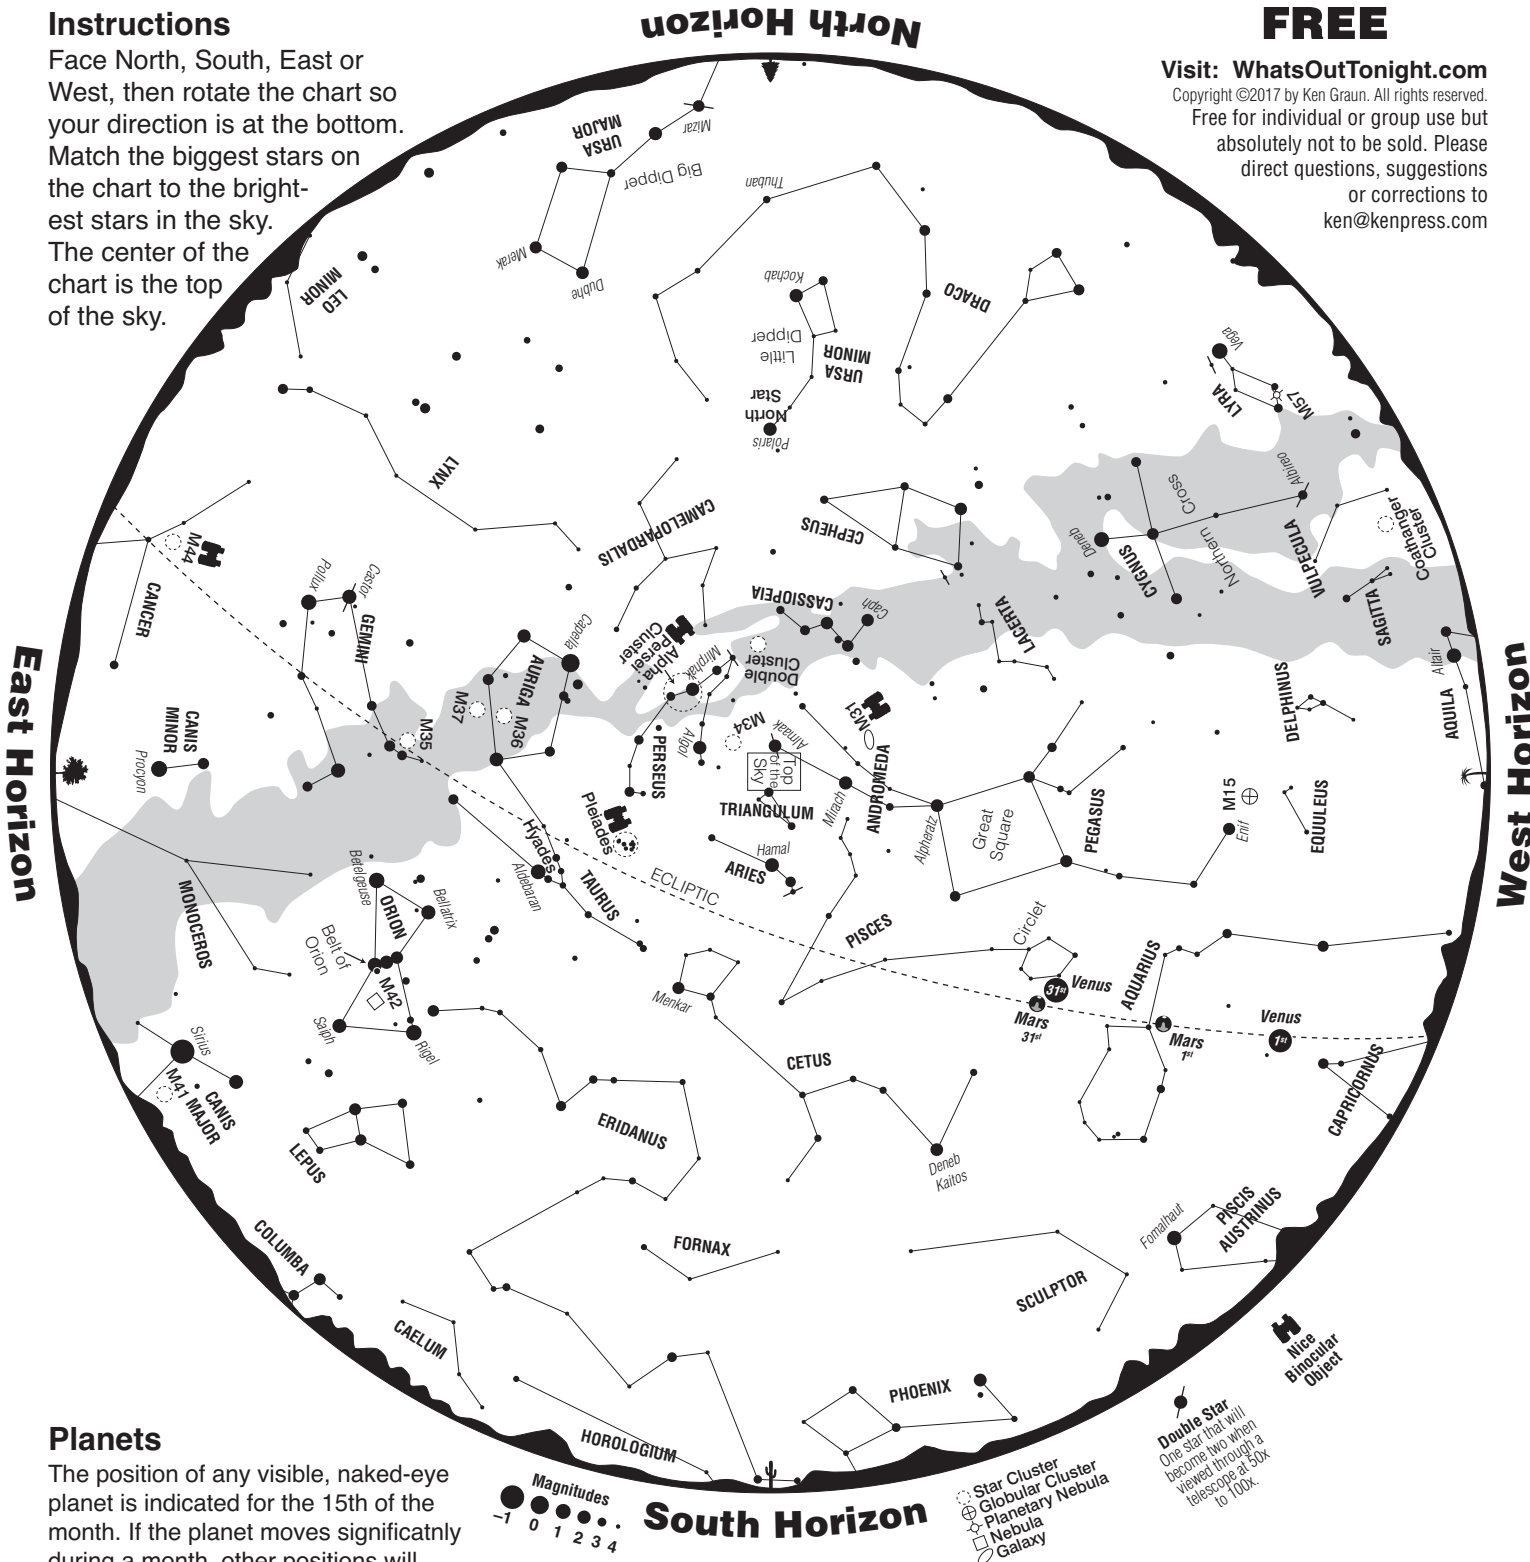 Instructions
Face North, South, East or
West, then rotate the chart so
your direction is at the bottom.
Match the biggest stars on
the chart to the bright-
est stars in the sky.
The center of the
chart is the top
of the sky.
North Horizon
FREE
Visit: WhatsOutTonight.com
Copyright ©2017 by Ken Graun. All rights reserved.
Free for individual or group use but
absolutely not to be sold. Please
direct questions, suggestions
or corrections to
ken@kenpress.com
URSA
MAJOR
Mizar
Big Dipper
Merak
Dubhe
Thuban
LEO
MINOR
Kochab
Little
Dipper
URSA
MINOR
North
Star
Polaris
DRACO
Vega
LYRA
M57
LYNX
CAMELOPARDALIS
CEPHEUS
Deneb
CYGNUS
Northern
Cross
Albireo
VULPECULA
Coathanger
Cluster
SAGITTA
M44
CANCER
Pollux
Castor
GEMINI
Capella
AURIGA
M37
M36
M35
Alpha
Persei
Cluster
Mirphak
Double
Cluster
CASSIOPEIA
Caph
LACERTA
DELPHINUS
Altair
AQUILA
East Horizon
West Horizon
CANIS
MINOR
Procyon
PERSEUS
Algol
M34
Almaak
Top
of the
Sky
TRIANGULUM
M31
ANDROMEDA
Mirach
Alpheratz
Great
Square
PEGASUS
M15
Enif
EQUULEUS
Pleiades
Hyades
Aldebaran
TAURUS
Hamal
ARIES
ECLIPTIC
PISCES
Circlet
MONOCEROS
Betelgeuse
Bellatrix
ORION
Belt of
Orion
M42
Saiph
Rigel
Menkar
CETUS
Deneb
Kaitos
31st
Venus
Mars
31st
AQUARIUS
Mars
1st
Venus
1st
CAPRICORNUS
Sirius
M41
CANIS
MAJOR
LEPUS
ERIDANUS
FORNAX
SCULPTOR
Fomalhaut
PISCIS
AUSTRINUS
COLUMBA
CAELUM
HOROLOGIUM
PHOENIX
Planets
The position of any visible, naked-eye
planet is indicated for the 15th of the
month. If the planet moves significatnly
during a month, other positions will
Magnitudes
–1 0 1 2 3 4
South Horizon
Star Cluster
Globular Cluster
Planetary Nebula
Nebula
Galaxy
Double Star
One star that will
become two when
viewed through a
telescope at 50x
to 100x.
Nice
Binocular
Object